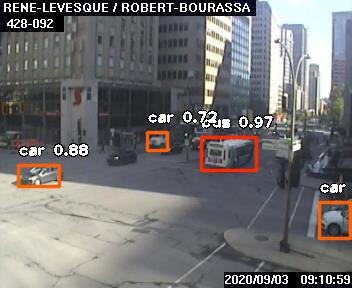 RENE-LEVESQUE / ROBERT-BOURASSA
428-092
car 0.72
bus 0.97
car 0.88
car
2020/09/03 09:10:59